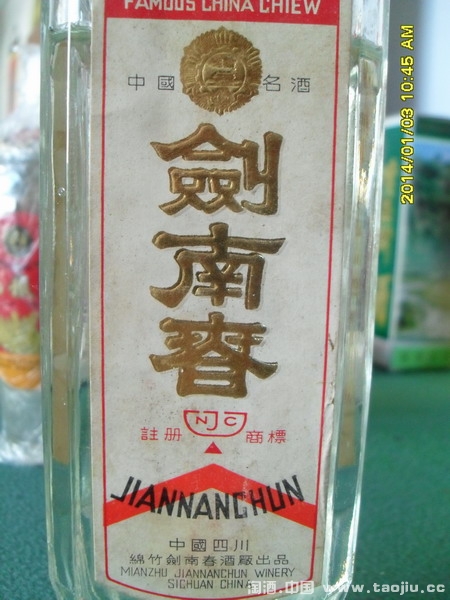 FAMOUS CHINA CHIEW
中國 名酒
劍
南
春
NJC
註册 商標
JIANNANCHUN
中國四川
綿竹劍南春酒廠出品
MIANZHU JIANNANCHUN WINERY
SICHUAN CHINA
2014/01/03 10:45 AM
淘酒.中国 www.taojiu.cc